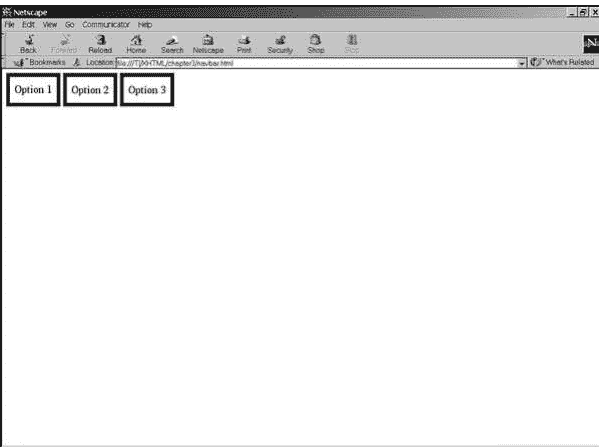 Netscape
File Edit View Go Communicator Help
Back Forward Reload Home Search Netscape Print Security Shop Stop
Bookmarks Location: file:///T|/XHTML/chapter3/navbar.html What's Related
Option 1 Option 2 Option 3